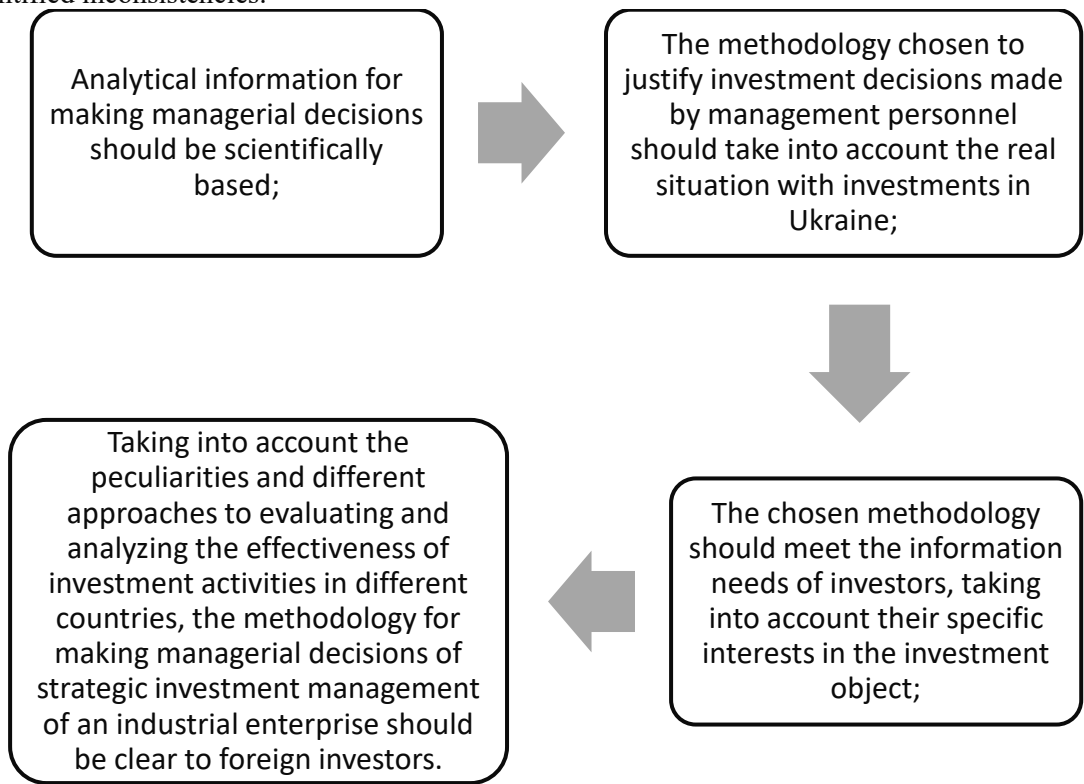 Analytical information for
making managerial decisions
should be scientifically
based;
The methodology chosen to
justify investment decisions made
by management personnel
should take into account the real
situation with investments in
Ukraine;
The chosen methodology
should meet the information
needs of investors, taking
into account their specific
interests in the investment
object;
Taking into account the
peculiarities and different
approaches to evaluating and
analyzing the effectiveness of
investment activities in different
countries, the methodology for
making managerial decisions of
strategic investment management
of an industrial enterprise should
be clear to foreign investors.